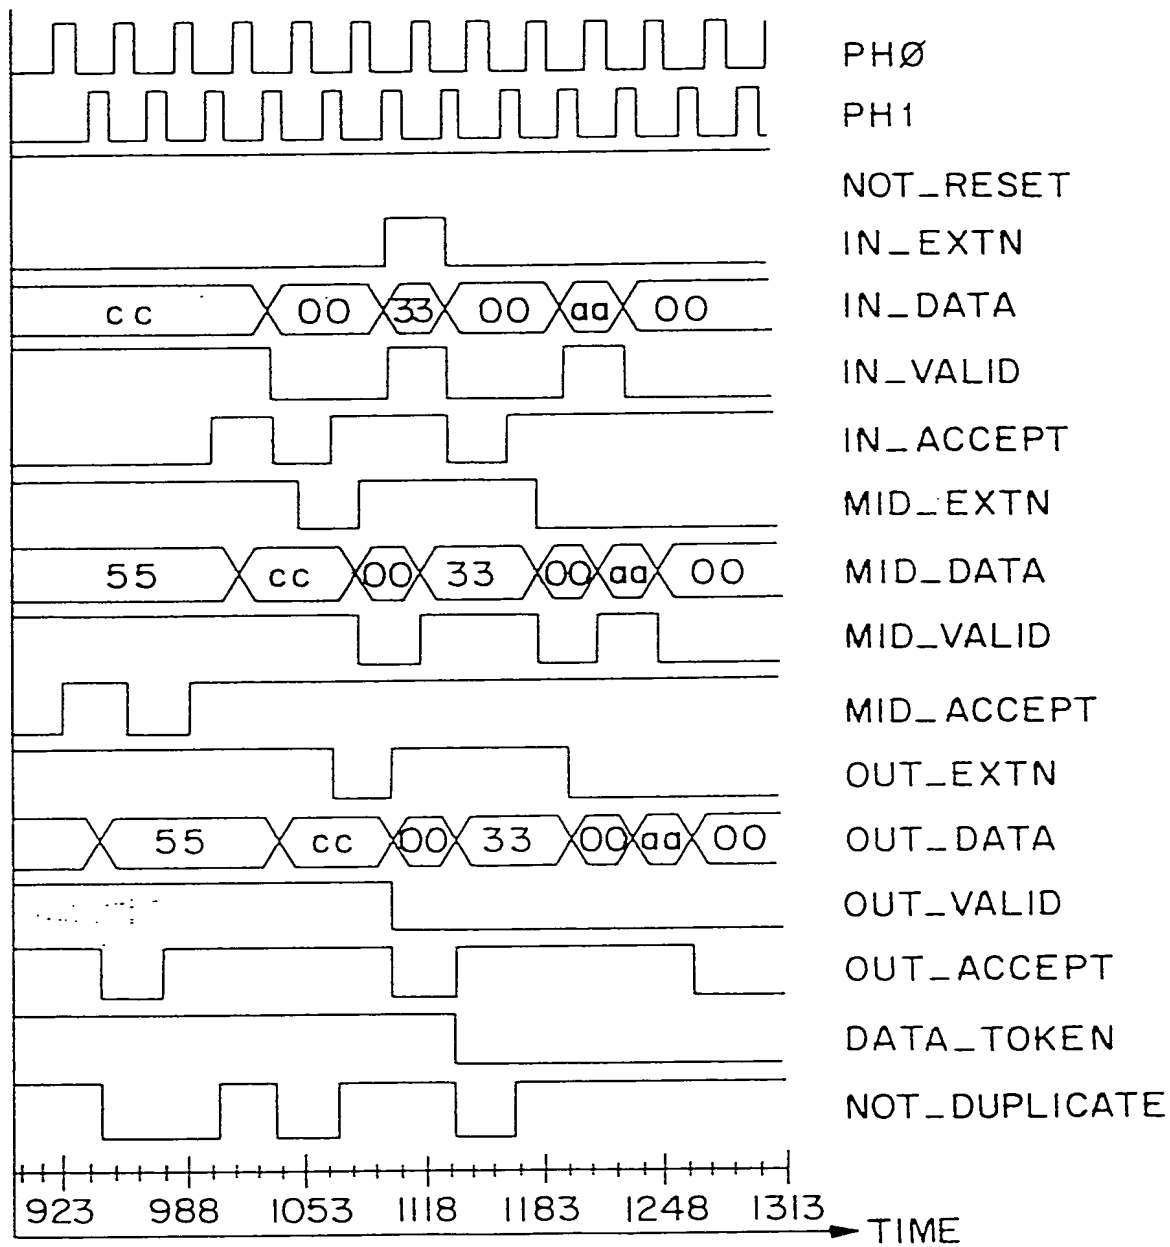 PHØ
PH1
NOT_RESET
IN_EXTN
cc 00 33 00 aa 00 IN_DATA
IN_VALID
IN_ACCEPT
MID_EXTN
55 cc 00 33 00 aa 00 MID_DATA
MID_VALID
MID_ACCEPT
OUT_EXTN
55 cc 00 33 00 aa 00 OUT_DATA
OUT_VALID
OUT_ACCEPT
DATA_TOKEN
NOT_DUPLICATE
923 988 1053 1118 1183 1248 1313
TIME